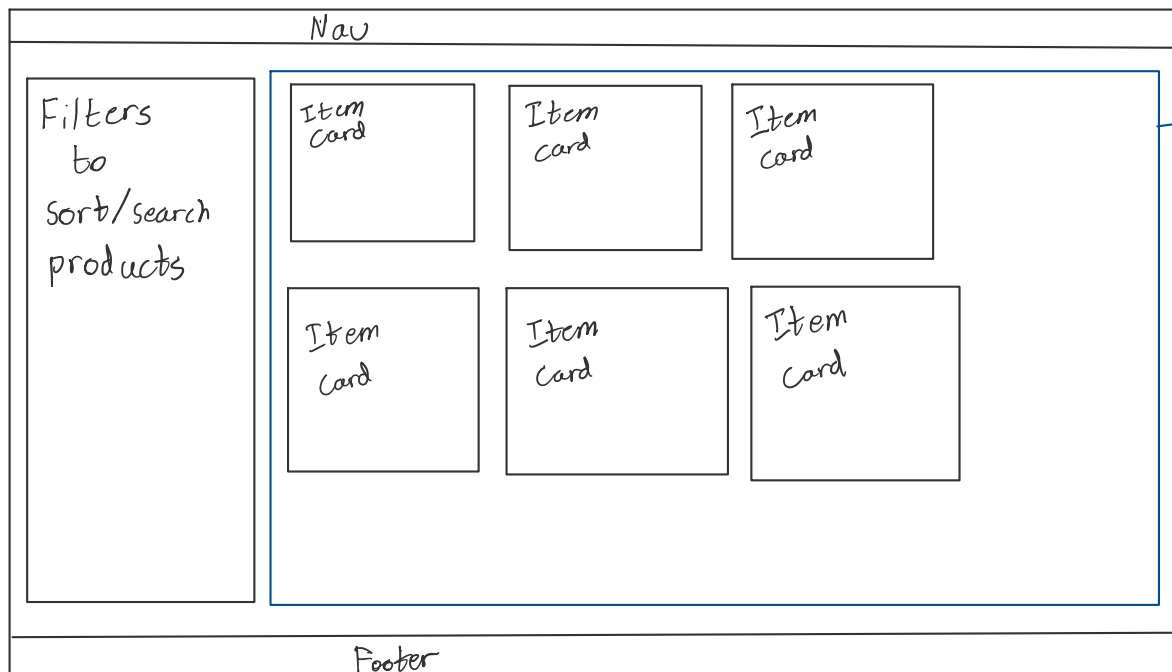 Nav
Filters
to
sort/search
products
Item
card
Item
card
Item
card
Item
card
Item
card
Item
card
Footer